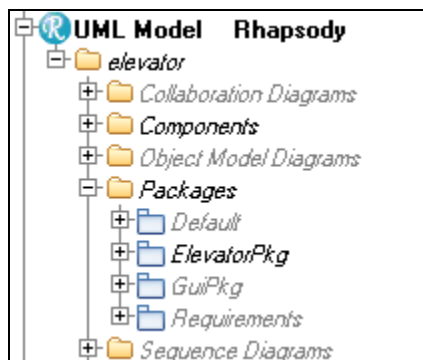 UML Model Rhapsody
elevator
Collaboration Diagrams
Components
Object Model Diagrams
Packages
Default
ElevatorPkg
GuiPkg
Requirements
Sequence Diagrams